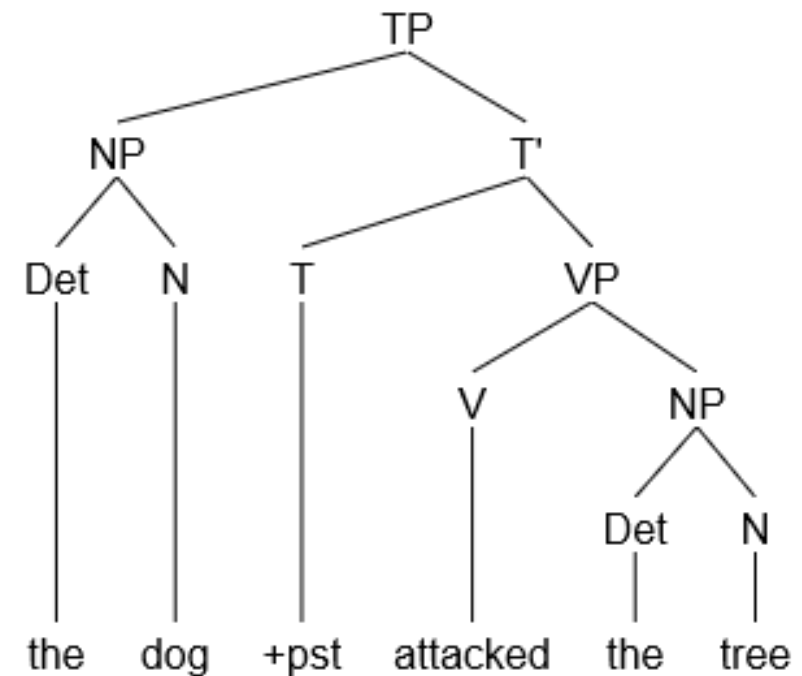 TP
NP T'
Det N T VP
V NP
Det N
the dog +pst attacked the tree